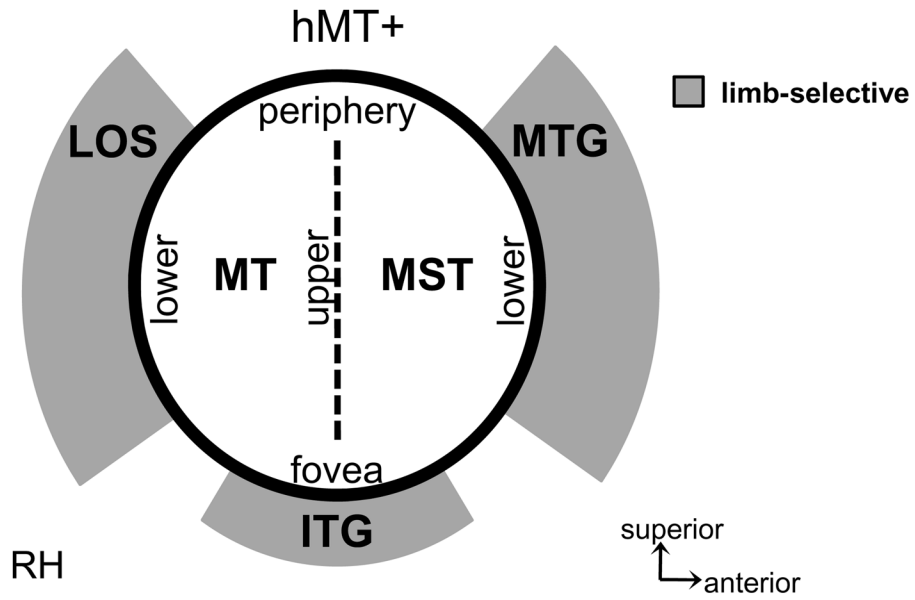 hMT+
periphery
limb-selective
LOS
MTG
lower
MT
upper
MST
lower
fovea
ITG
superior
anterior
RH